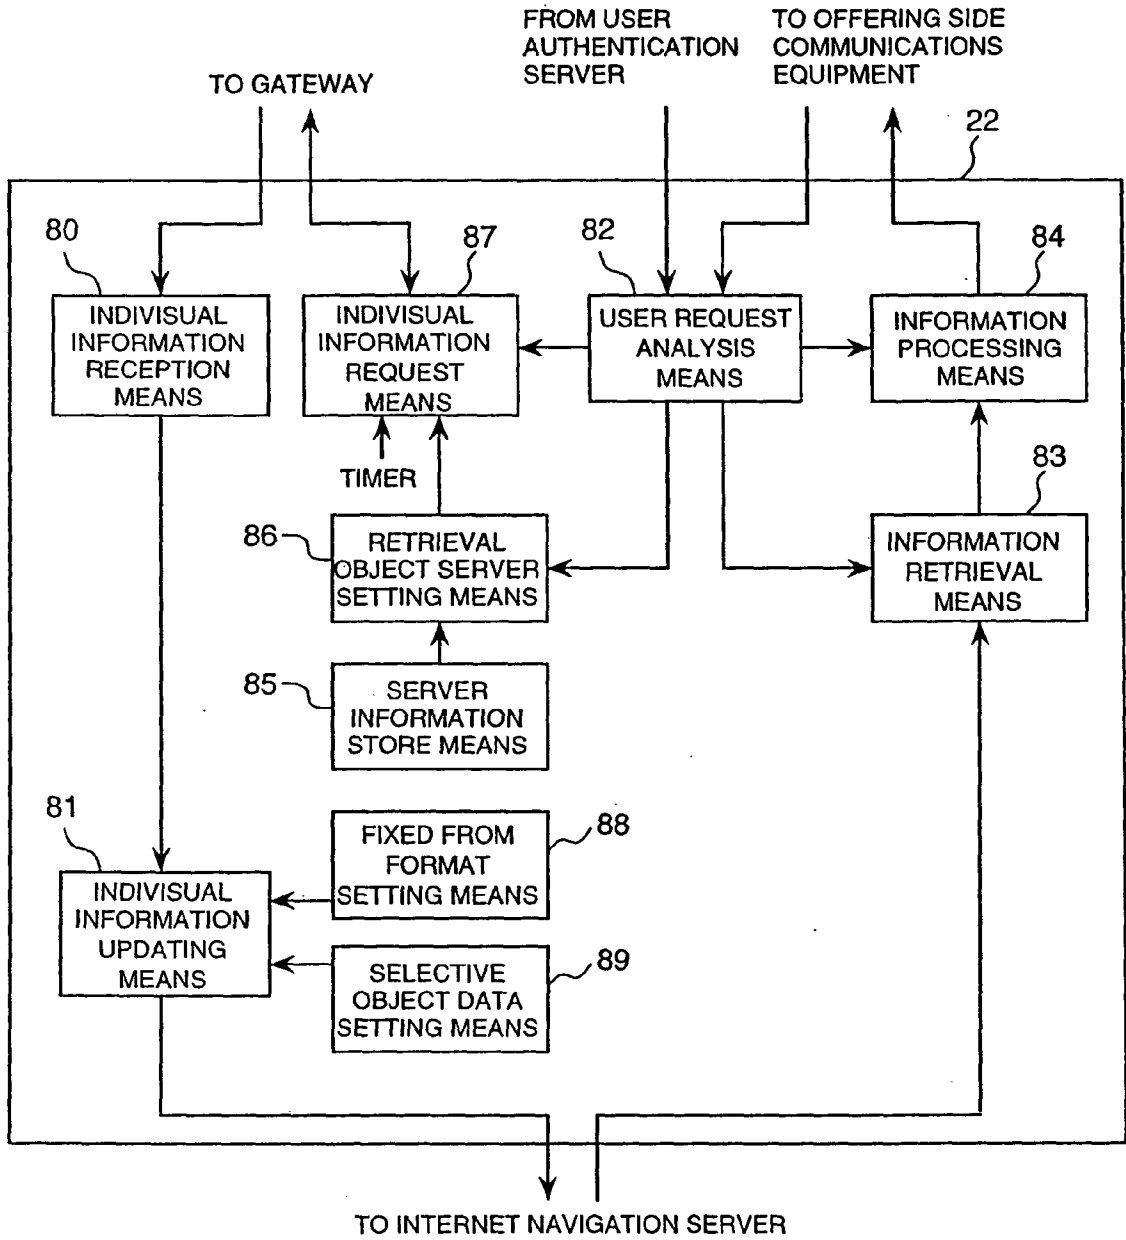 FROM USER
AUTHENTICATION
SERVER
TO OFFERING SIDE
COMMUNICATIONS
EQUIPMENT
TO GATEWAY
22
80
INDIVISUAL
INFORMATION
RECEPTION
MEANS
87
INDIVISUAL
INFORMATION
REQUEST
MEANS
82
USER REQUEST
ANALYSIS
MEANS
84
INFORMATION
PROCESSING
MEANS
TIMER
86
RETRIEVAL
OBJECT SERVER
SETTING MEANS
83
INFORMATION
RETRIEVAL
MEANS
85
SERVER
INFORMATION
STORE MEANS
81
INDIVISUAL
INFORMATION
UPDATING
MEANS
88
FIXED FROM
FORMAT
SETTING MEANS
89
SELECTIVE
OBJECT DATA
SETTING MEANS
TO INTERNET NAVIGATION SERVER